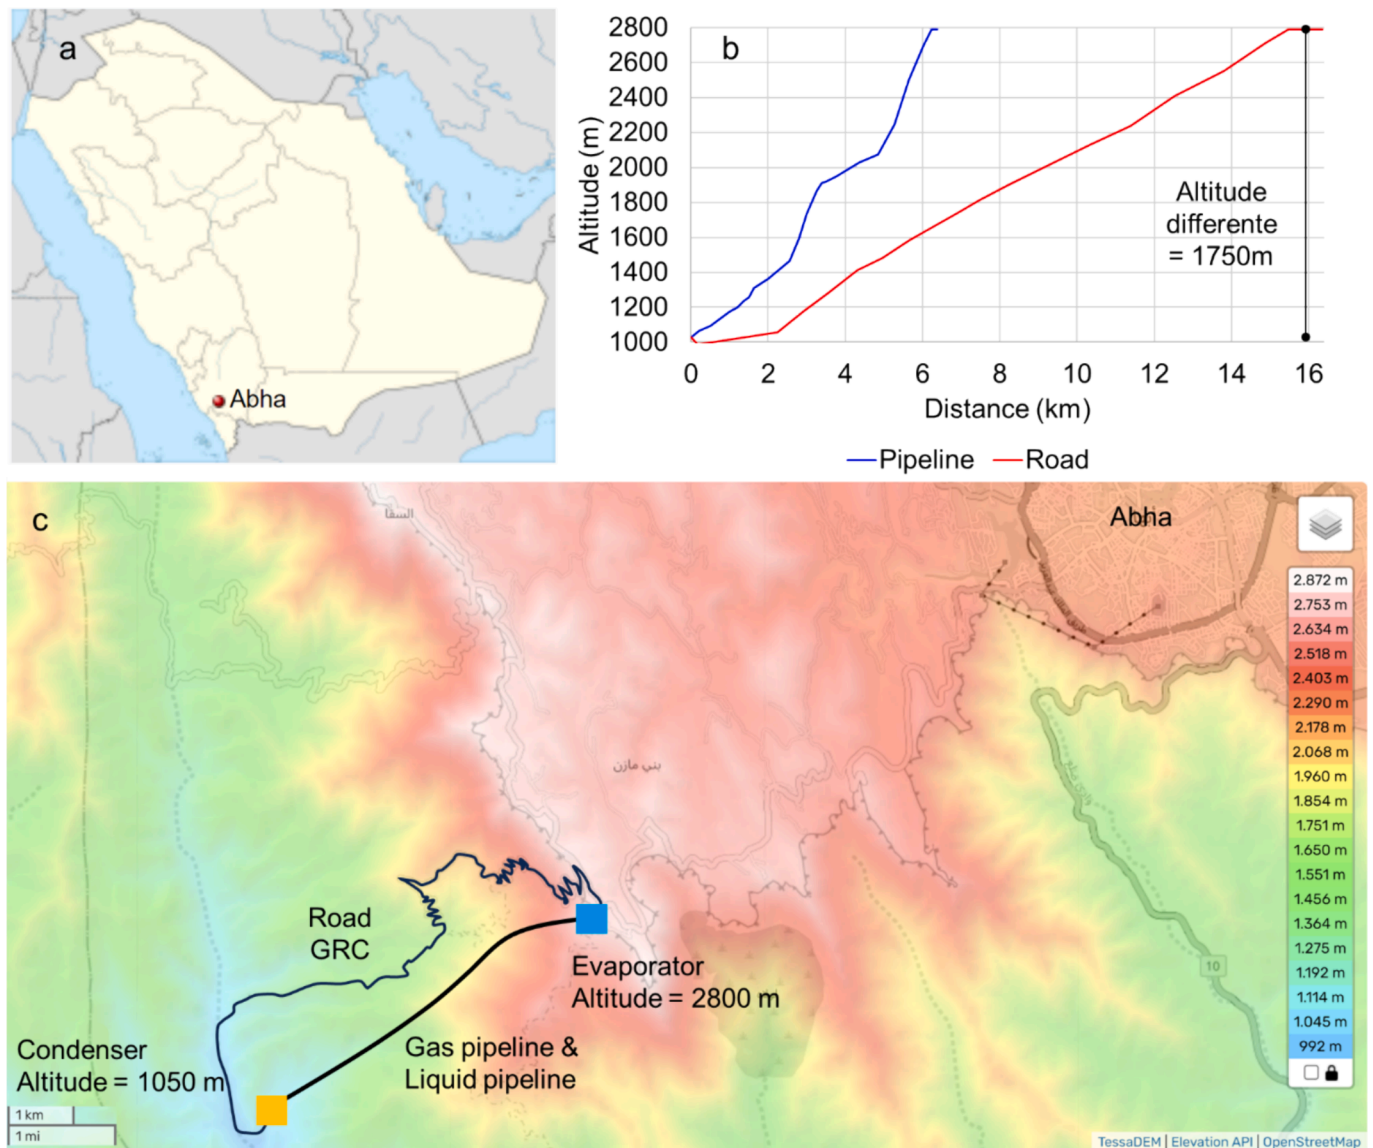 a
Abha
b
2800
2600
2400
2200
2000
1800
1600
1400
1200
1000
Altitude (m)
Altitude
differente
= 1750m
0 2 4 6 8 10 12 14 16
Distance (km)
Pipeline Road
c
السقا
Abha
بني مازن
2.872 m
2.753 m
2.634 m
2.518 m
2.403 m
2.290 m
2.178 m
2.068 m
1.960 m
1.854 m
1.751 m
1.650 m
1.551 m
1.456 m
1.364 m
1.275 m
1.192 m
1.114 m
1.045 m
992 m
Road
GRC
Evaporator
Altitude = 2800 m
10
Gas pipeline &
Liquid pipeline
Condenser
Altitude = 1050 m
1 km
1 mi
TessaDEM | Elevation API | OpenStreetMap